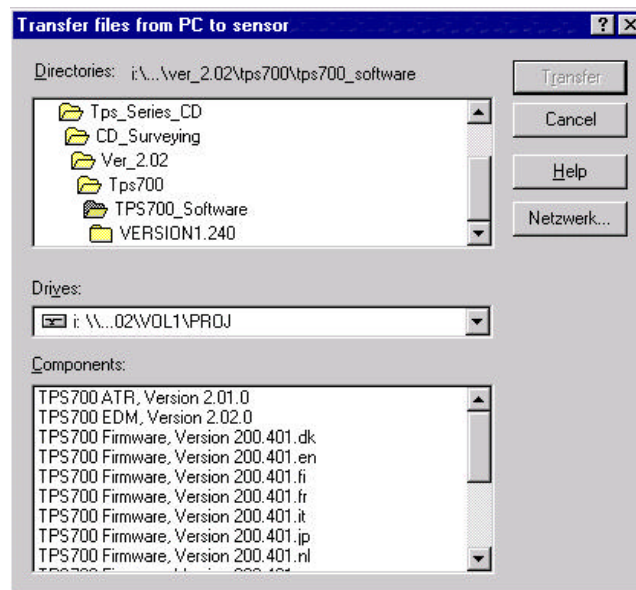 Transfer files from PC to sensor
Directories: i:\...\ver_2.02\tps700\tps700_software
Transfer
Tps_Series_CD
CD_Surveying
Ver_2.02
Tps700
TPS700_Software
VERSION1.240
Cancel
Help
Netzwerk...
Drives:
i: \\...02\VOL1\PROJ
Components:
TPS700 ATR, Version 2.01.0
TPS700 EDM, Version 2.02.0
TPS700 Firmware, Version 200.401.dk
TPS700 Firmware, Version 200.401.en
TPS700 Firmware, Version 200.401.fi
TPS700 Firmware, Version 200.401.fr
TPS700 Firmware, Version 200.401.it
TPS700 Firmware, Version 200.401.jp
TPS700 Firmware, Version 200.401.nl